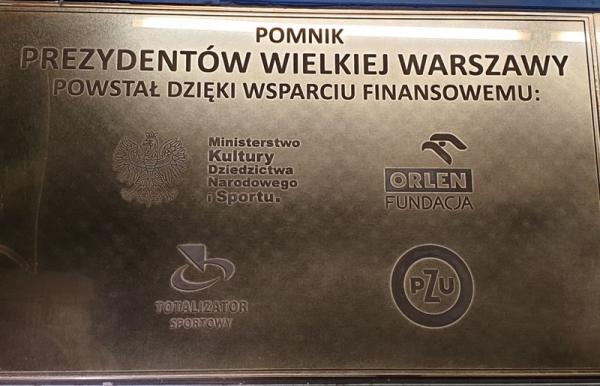 POMNIK
PREZYDENTÓW WIELKIEJ WARSZAWY
POWSTAŁ DZIĘKI WSPARCIU FINANSOWEMU:
Ministerstwo
Kultury
Dziedzictwa
Narodowego
i Sportu.
ORLEN
FUNDACJA
TOTALIZATOR
SPORTOWY
PZU